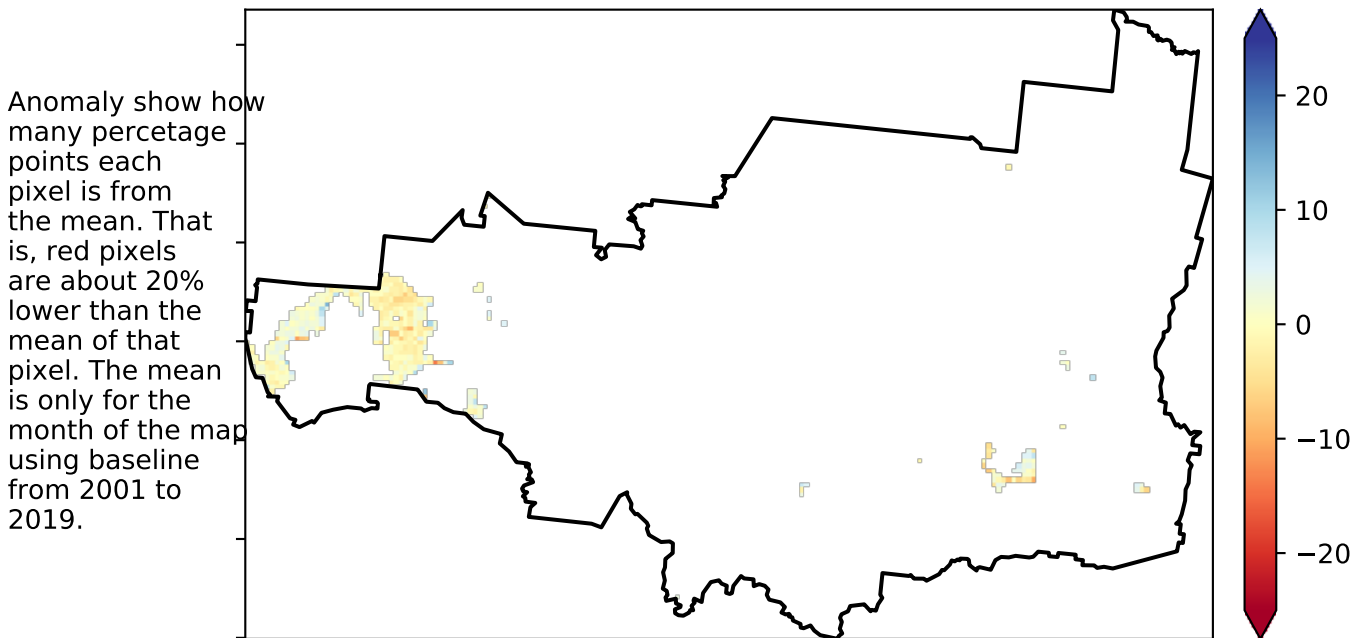 Anomaly show how
many percetage
points each
pixel is from
the mean. That
is, red pixels
are about 20%
lower than the
mean of that
pixel. The mean
is only for the
month of the map
using baseline
from 2001 to
2019.
20
10
0
−10
−20